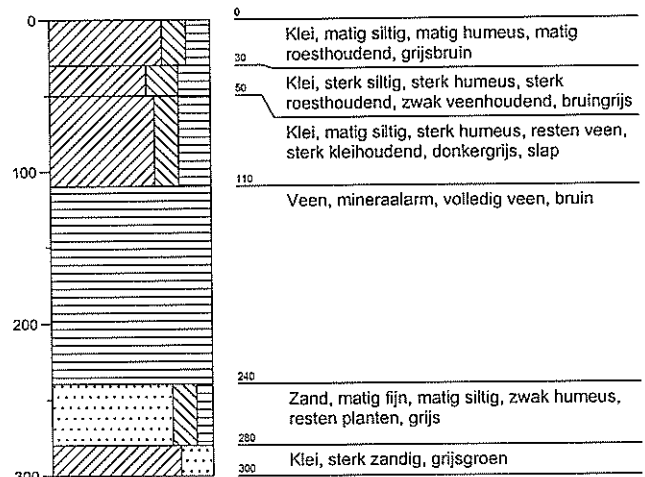 0
0
Klei, matig siltig, matig humeus, matig
roesthoudend, grijsbruin
30
Klei, sterk siltig, sterk humeus, sterk
roesthoudend, zwak veenhoudend, bruingrijs
50
Klei, matig siltig, sterk humeus, resten veen,
sterk kleihoudend, donkergrijs, slap
100
110
Veen, mineraalarm, volledig veen, bruin
200
240
Zand, matig fijn, matig siltig, zwak humeus,
resten planten, grijs
280
Klei, sterk zandig, grijsgroen
300
300